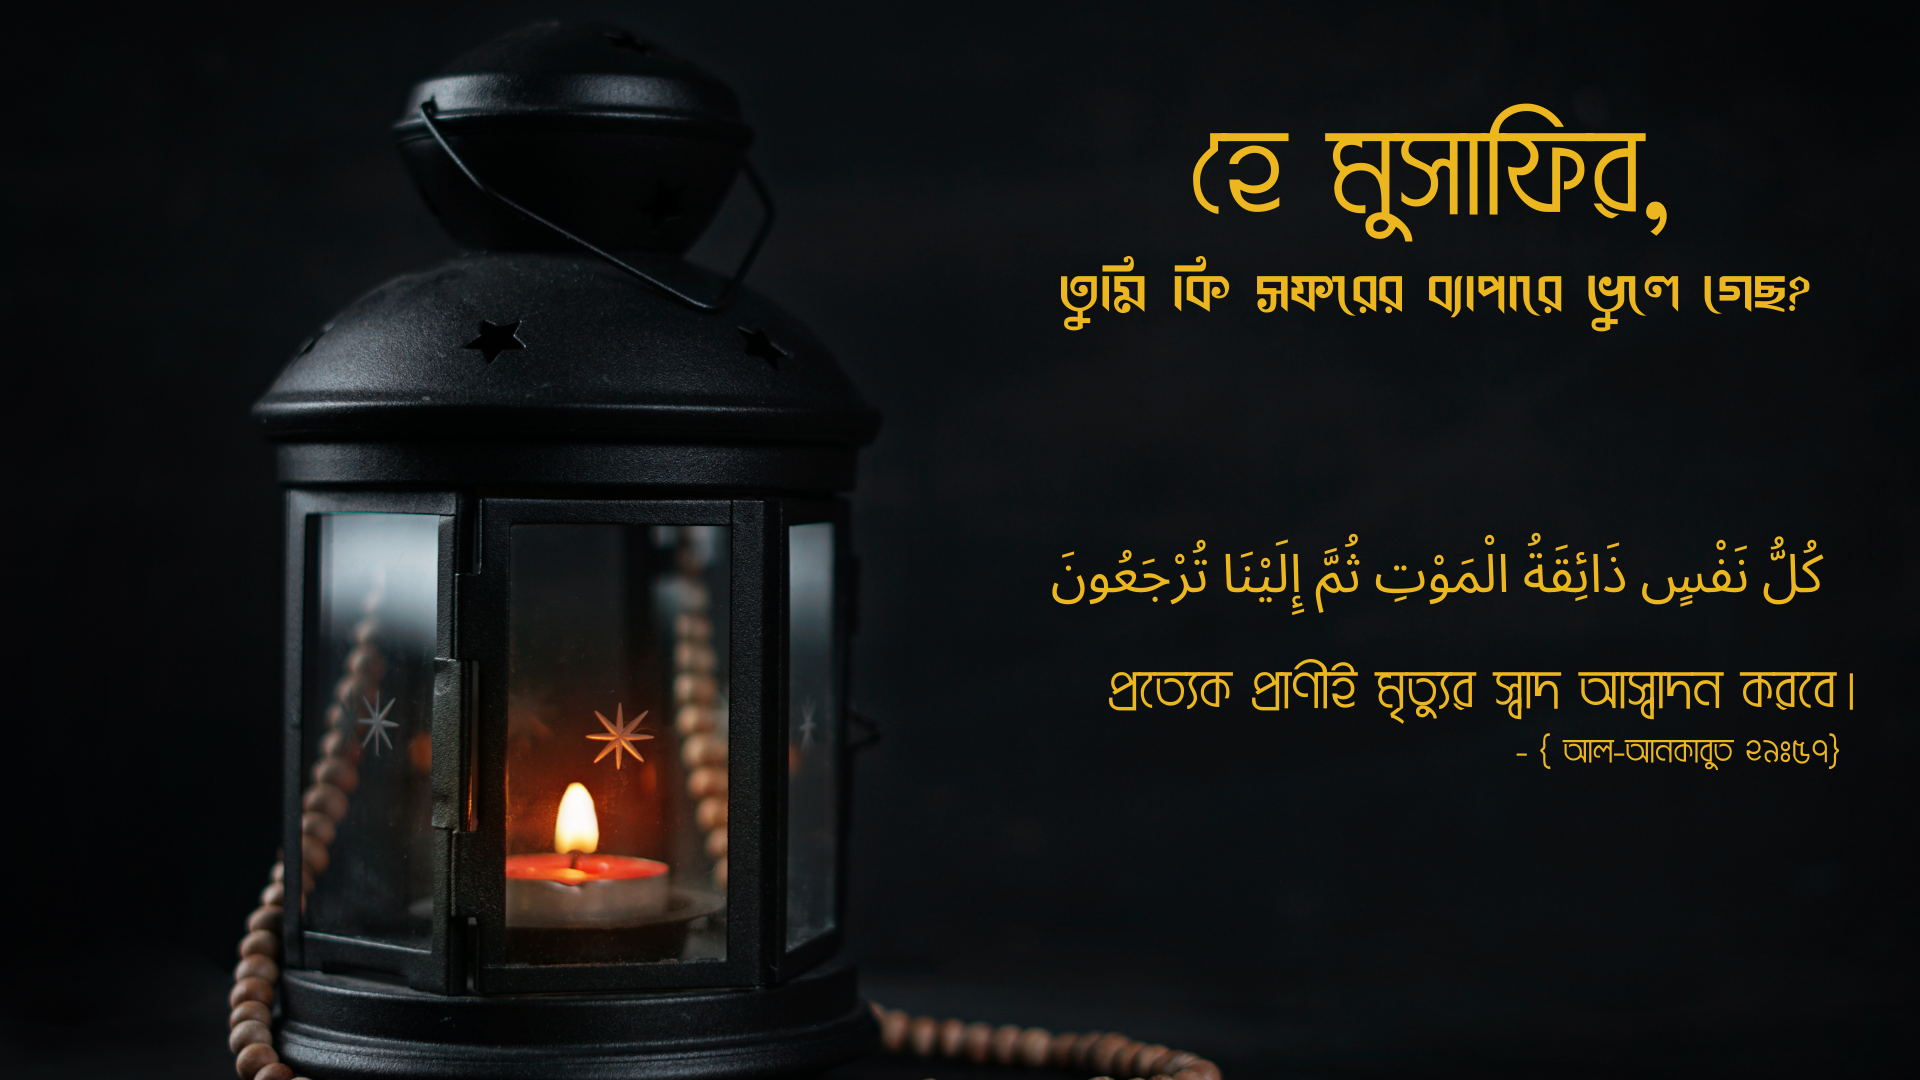 হে মুসাফির,
তুমি কি সফরের ব্যাপারে ভুলে গেছ?
كُلُّ نَفْسٍ ذَائِقَةُ الْمَوْتِ ثُمَّ إِلَيْنَا تُرْجَعُونَ
প্রত্যেক প্রাণীই মৃত্যুর স্বাদ আস্বাদন করবে।
- { আল-আনকাবুত ২৯ঃ৫৭}